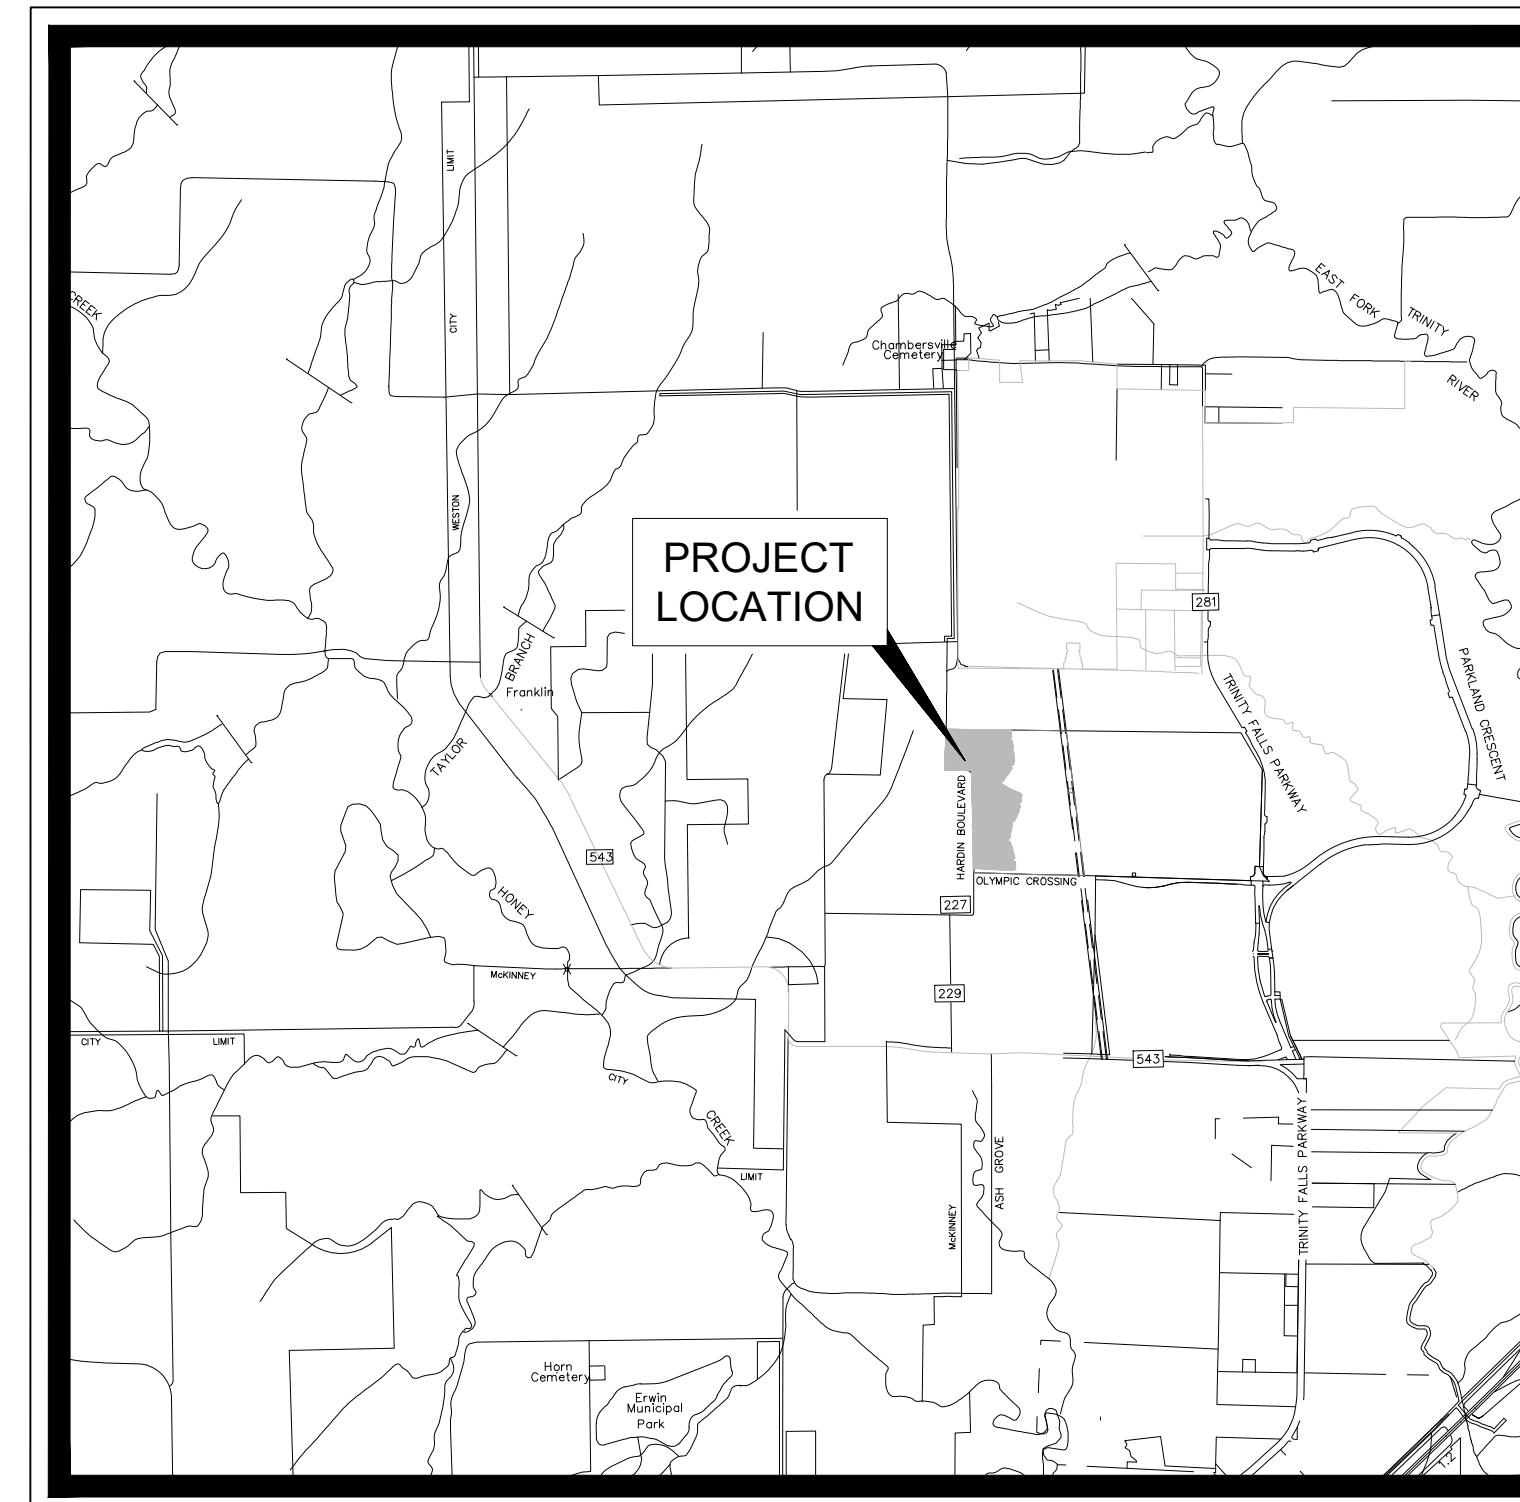 LIMIT
CITY
WESTON
CREEK
EAST FORK
TRINITY
RIVER
Chambersville
Cemetery
PROJECT
LOCATION
281
BRANCH
Franklin
TAYLOR
TRINITY FALLS PARKWAY
PARKLAND CRESCENT
HARDIN BOULEVARD
543
OLYMPIC CROSSING
HONEY
227
McKINNEY
229
CITY
LIMIT
543
CITY
CREEK
LIMIT
ASH GROVE
McKINNEY
TRINITY FALLS PARKWAY
Horn
Cemetery
Erwin
Municipal
Park